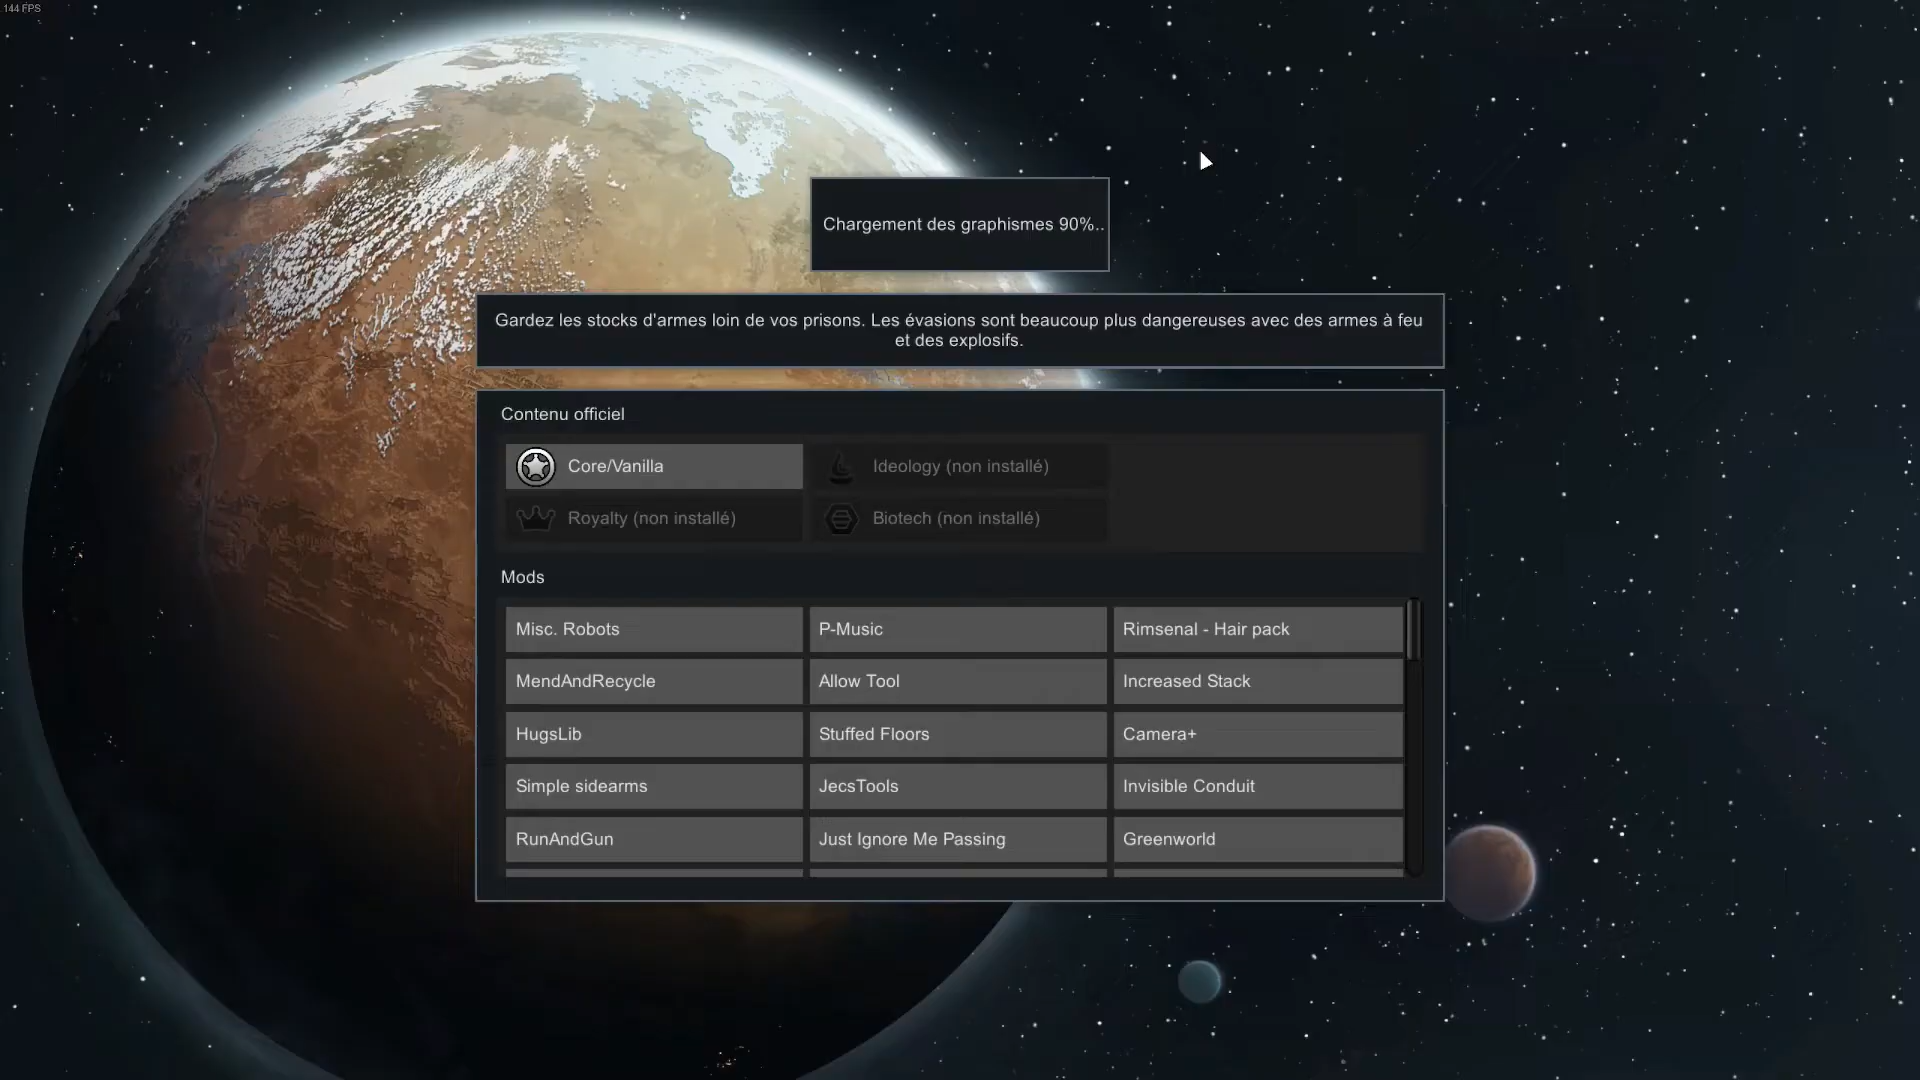 144 FPS
Chargement des graphismes 90%..
Gardez les stocks d'armes loin de vos prisons. Les évasions sont beaucoup plus dangereuses avec des armes à feu
et des explosifs.
Contenu officiel
Core/Vanilla
Ideology (non installé)
Royalty (non installé)
Biotech (non installé)
Mods
Misc. Robots
P-Music
Rimsenal - Hair pack
MendAndRecycle
Allow Tool
Increased Stack
HugsLib
Stuffed Floors
Camera+
Simple sidearms
JecsTools
Invisible Conduit
RunAndGun
Just Ignore Me Passing
Greenworld